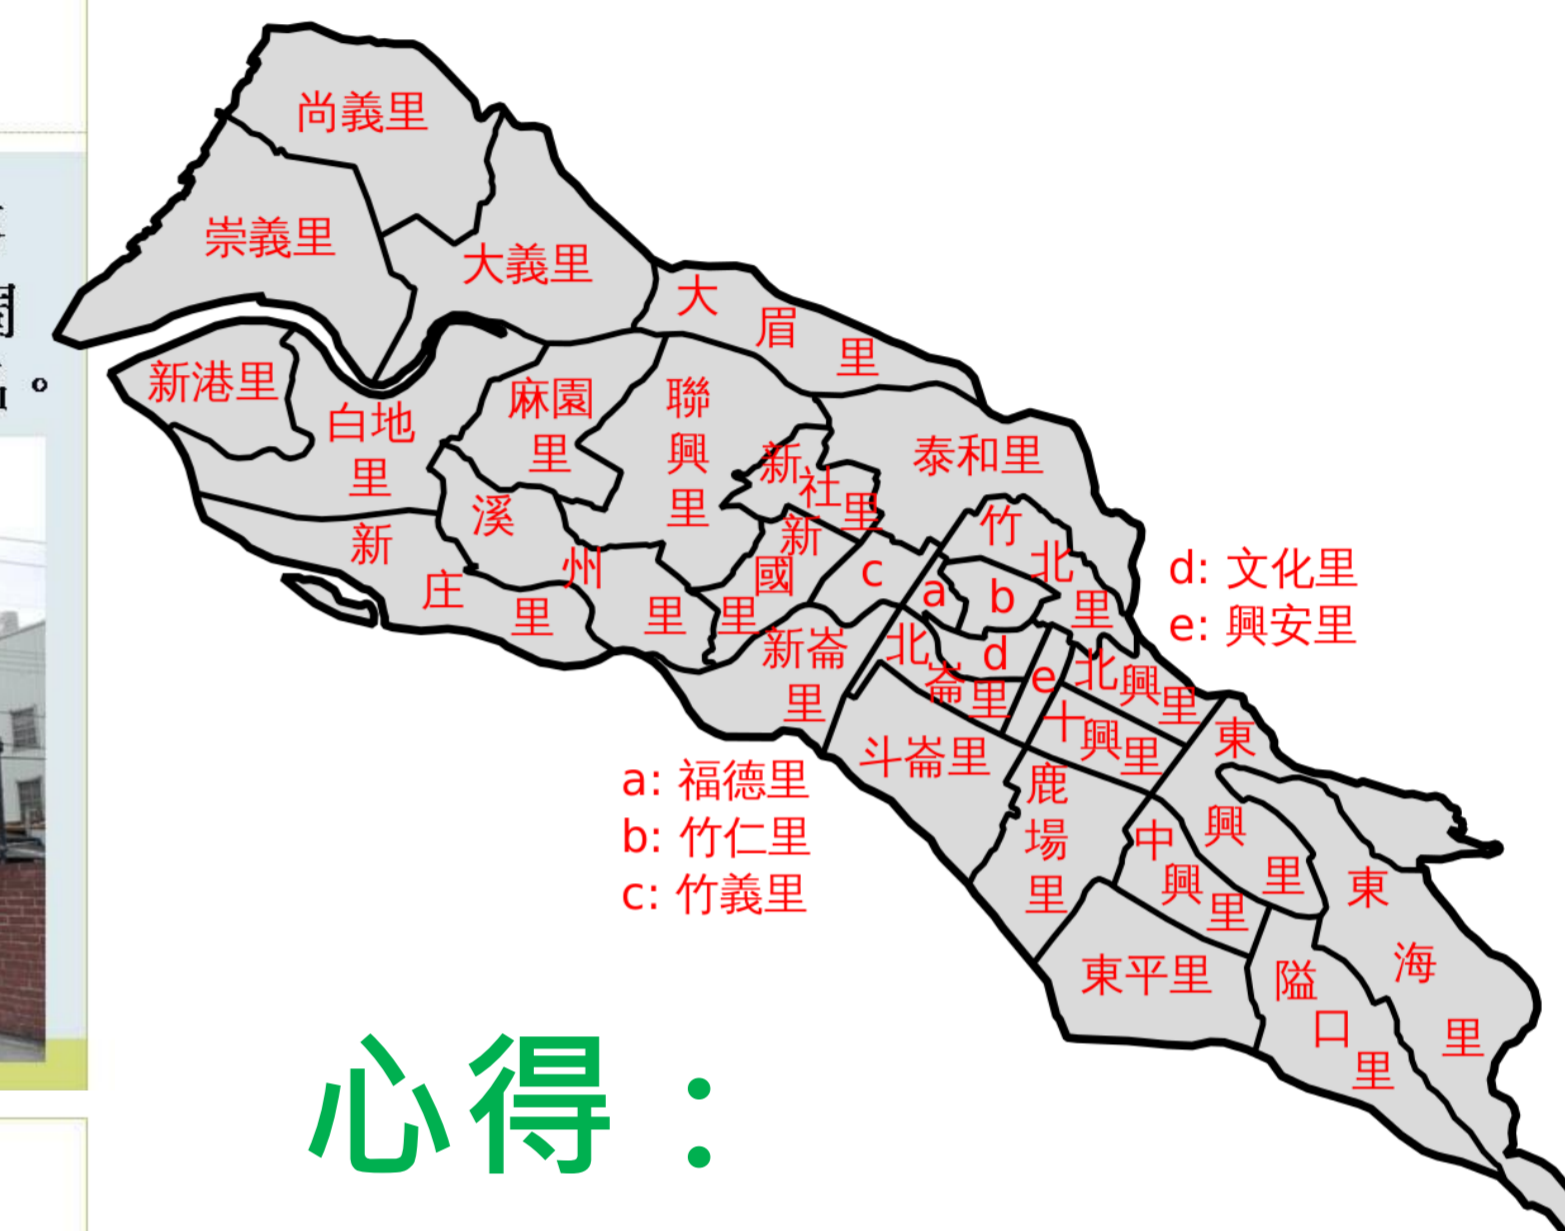 尚義里
崇義里
大義里
大眉里
新港里
白地里
麻園里
聯興里
新社里
泰和里
溪州里
新庄里
新國里
c
a
b
竹北里
d: 文化里
e: 興安里
新崙里
北崙里
d
e
北興里
十興里
斗崙里
a: 福德里
b: 竹仁里
c: 竹義里
鹿場里
東興里
中興里
東海里
東平里
隘口里
心得：